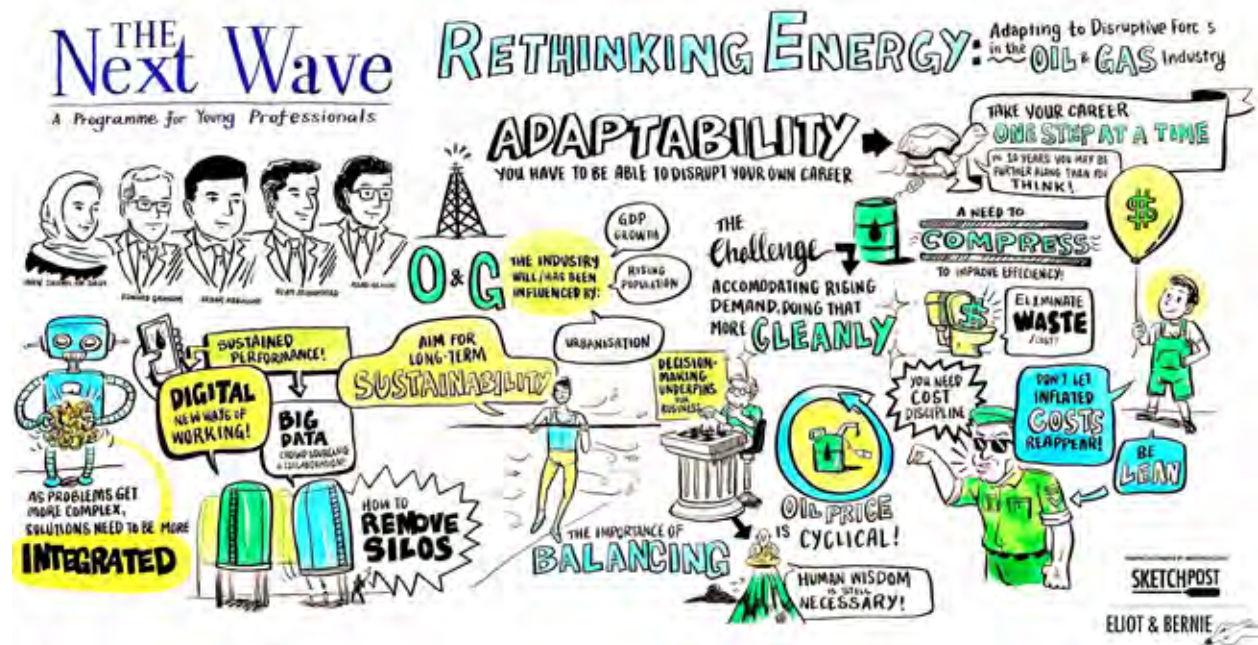 THE
Next Wave
A Programme for Young Professionals
RETHINKING ENERGY:
Adapting to Disruptive Forc s
in the OIL & GAS Industry
ADAPTABILITY
YOU HAVE TO BE ABLE TO DISRUPT YOUR OWN CAREER
TAKE YOUR CAREER
ONE STEP AT A TIME
IN 10 YEARS YOU MAY BE
FURTHER ALONG THAN YOU
THINK!
O & G
THE INDUSTRY
WILL/HAS BEEN
INFLUENCED BY:
GDP
GROWTH
RISING
POPULATION
URBANISATION
THE
Challenge
ACCOMODATING RISING
DEMAND, DOING THAT
MORE CLEANLY
A NEED TO
COMPRESS
TO IMPROVE EFFICIENCY!
$
$
ELIMINATE
WASTE
SUSTAINED
PERFORMANCE!
DIGITAL
NEW WAYS OF
WORKING!
BIG
DATA
CROWD SOURCING
AIM FOR
LONG-TERM
SUSTAINABILITY
DECISION-
MAKING
UNDERPINS
BUSINESS
YOU NEED
COST
DISCIPLINE
DON'T LET
INFLATED
COSTS
REAPPEAR!
BE
LEAN
AS PROBLEMS GET
MORE COMPLEX,
SOLUTIONS NEED TO BE MORE
INTEGRATED
HOW TO
REMOVE
SILOS
THE IMPORTANCE OF
BALANCING
OIL PRICE
IS
CYCLICAL!
HUMAN WISDOM
IS STILL
NECESSARY!
SKETCHPOST
ELIOT & BERNIE